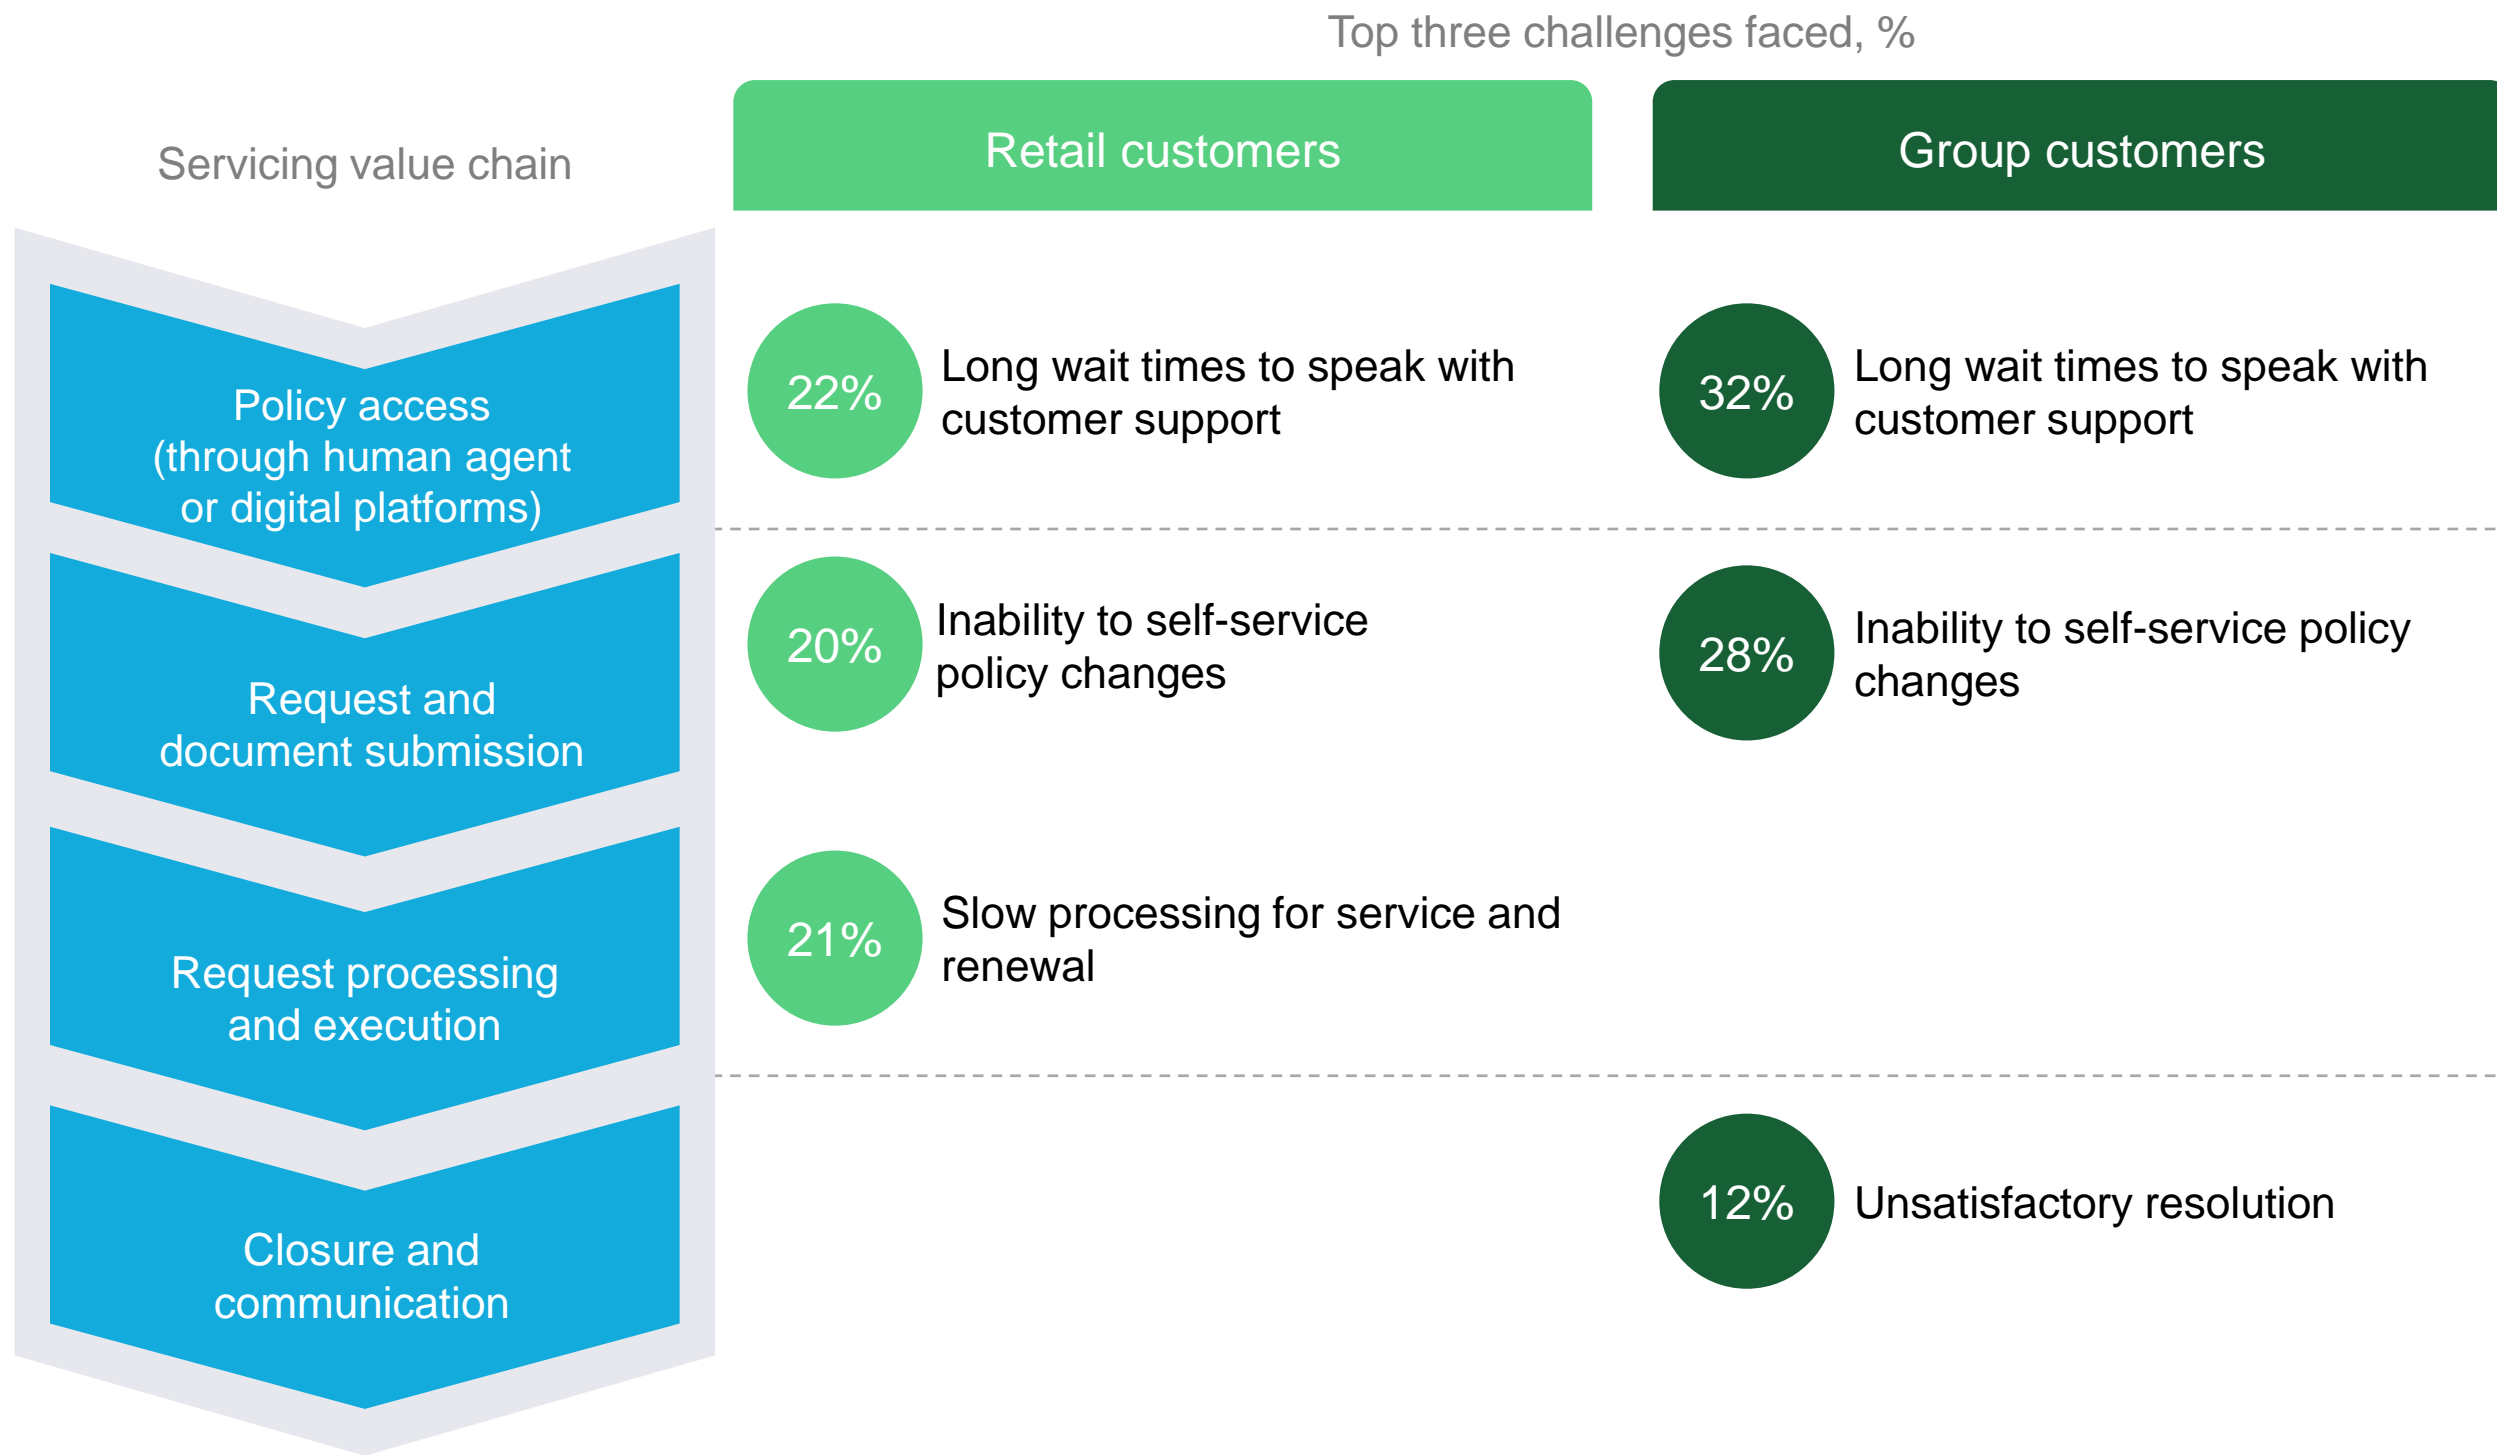 Top three challenges faced, %
Servicing value chain
Retail customers
Group customers
Policy access
(through human agent
or digital platforms)
22%
Long wait times to speak with
customer support
32%
Long wait times to speak with
customer support
Request and
document submission
20%
Inability to self-service
policy changes
28%
Inability to self-service policy
changes
Request processing
and execution
21%
Slow processing for service and
renewal
Closure and
communication
12%
Unsatisfactory resolution